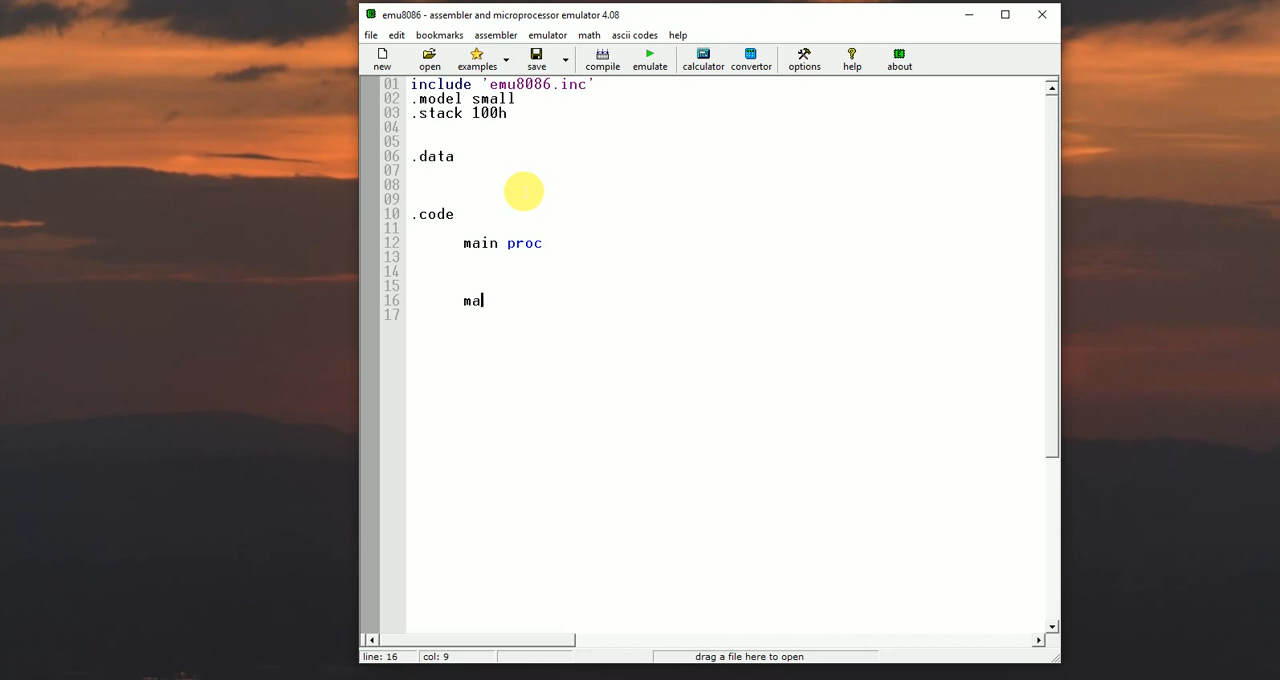 emu8086 - assembler and microprocessor emulator 4.08
file edit bookmarks assembler emulator math ascii codes help
new open examples save compile emulate calculator convertor options help about
01 include 'emu8086.inc'
02 .model small
03 .stack 100h
04
05
06 .data
07
08
09
10 .code
11
12 main proc
13
14
15
16 ma
17
line: 16 col: 9 drag a file here to open